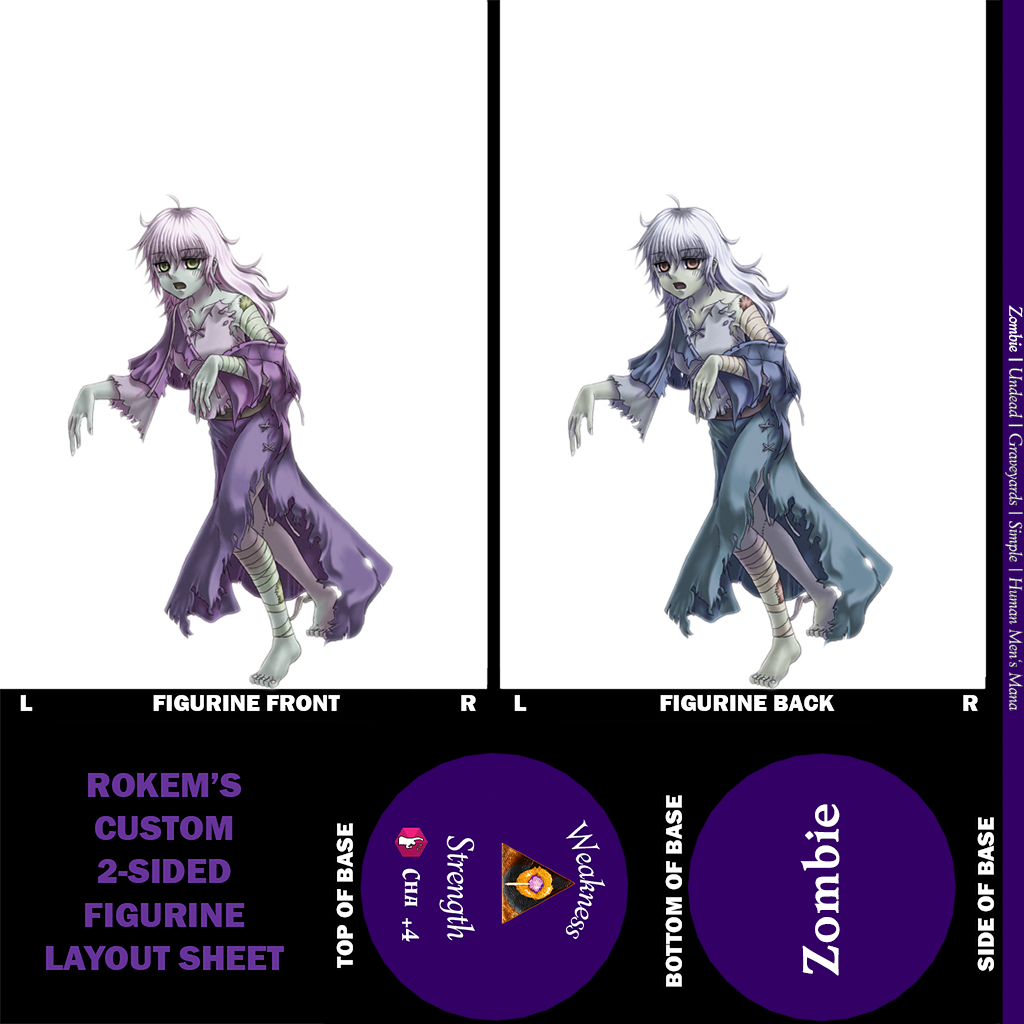 L FIGURINE FRONT R
L FIGURINE BACK R
Zombie | Undead | Graveyards | Simple | Human Men's Mana
ROKEM'S
CUSTOM
2-SIDED
FIGURINE
LAYOUT SHEET
TOP OF BASE
Weakness
Strength
CHA +4
BOTTOM OF BASE
Zombie
SIDE OF BASE